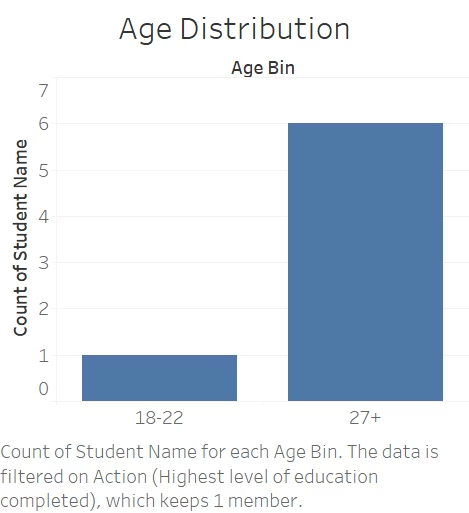 Age Distribution
Age Bin
7
6
5
4
3
2
1
0
Count of Student Name
18-22
27+
Count of Student Name for each Age Bin. The data is
filtered on Action (Highest level of education
completed), which keeps 1 member.